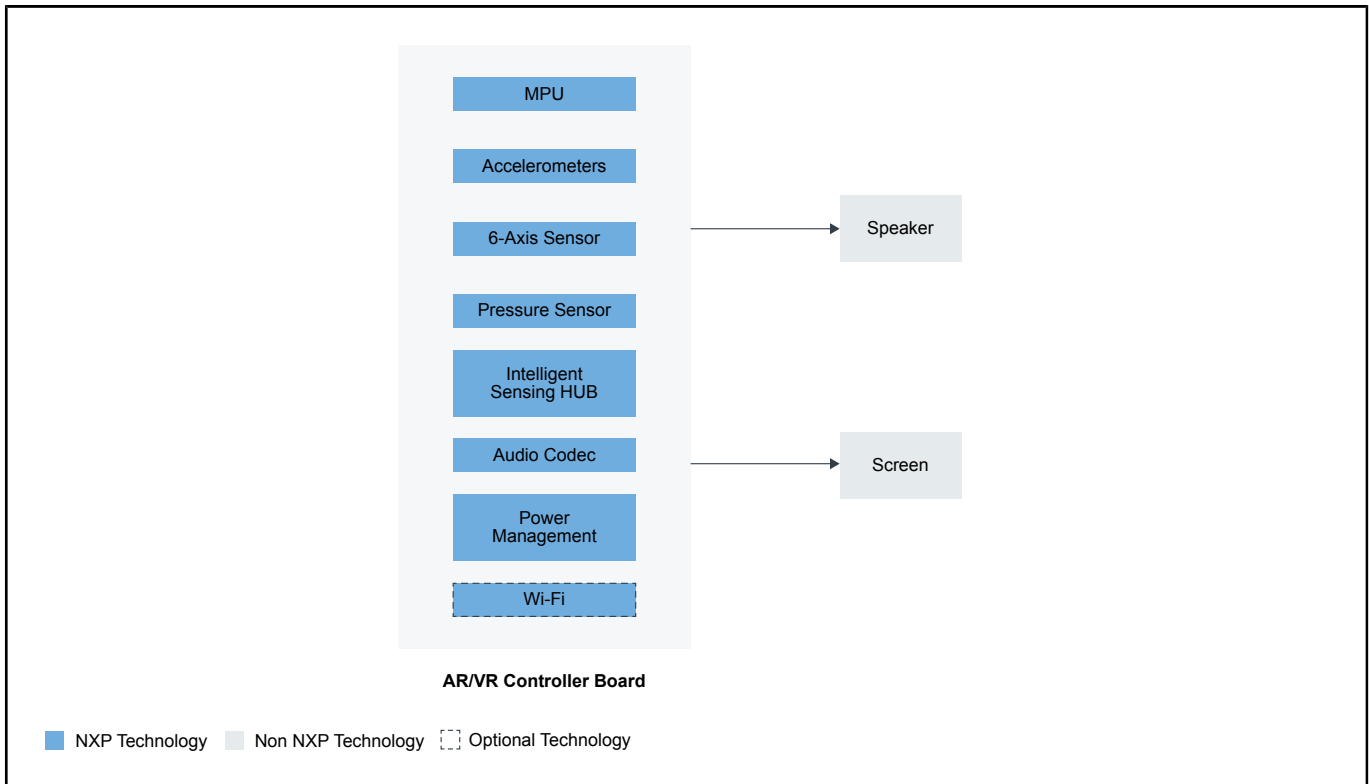 MPU
Accelerometers
6-Axis Sensor
Speaker
Pressure Sensor
Intelligent
Sensing HUB
Audio Codec
Screen
Power
Management
Wi-Fi
AR/VR Controller Board
NXP Technology
Non NXP Technology
Optional Technology